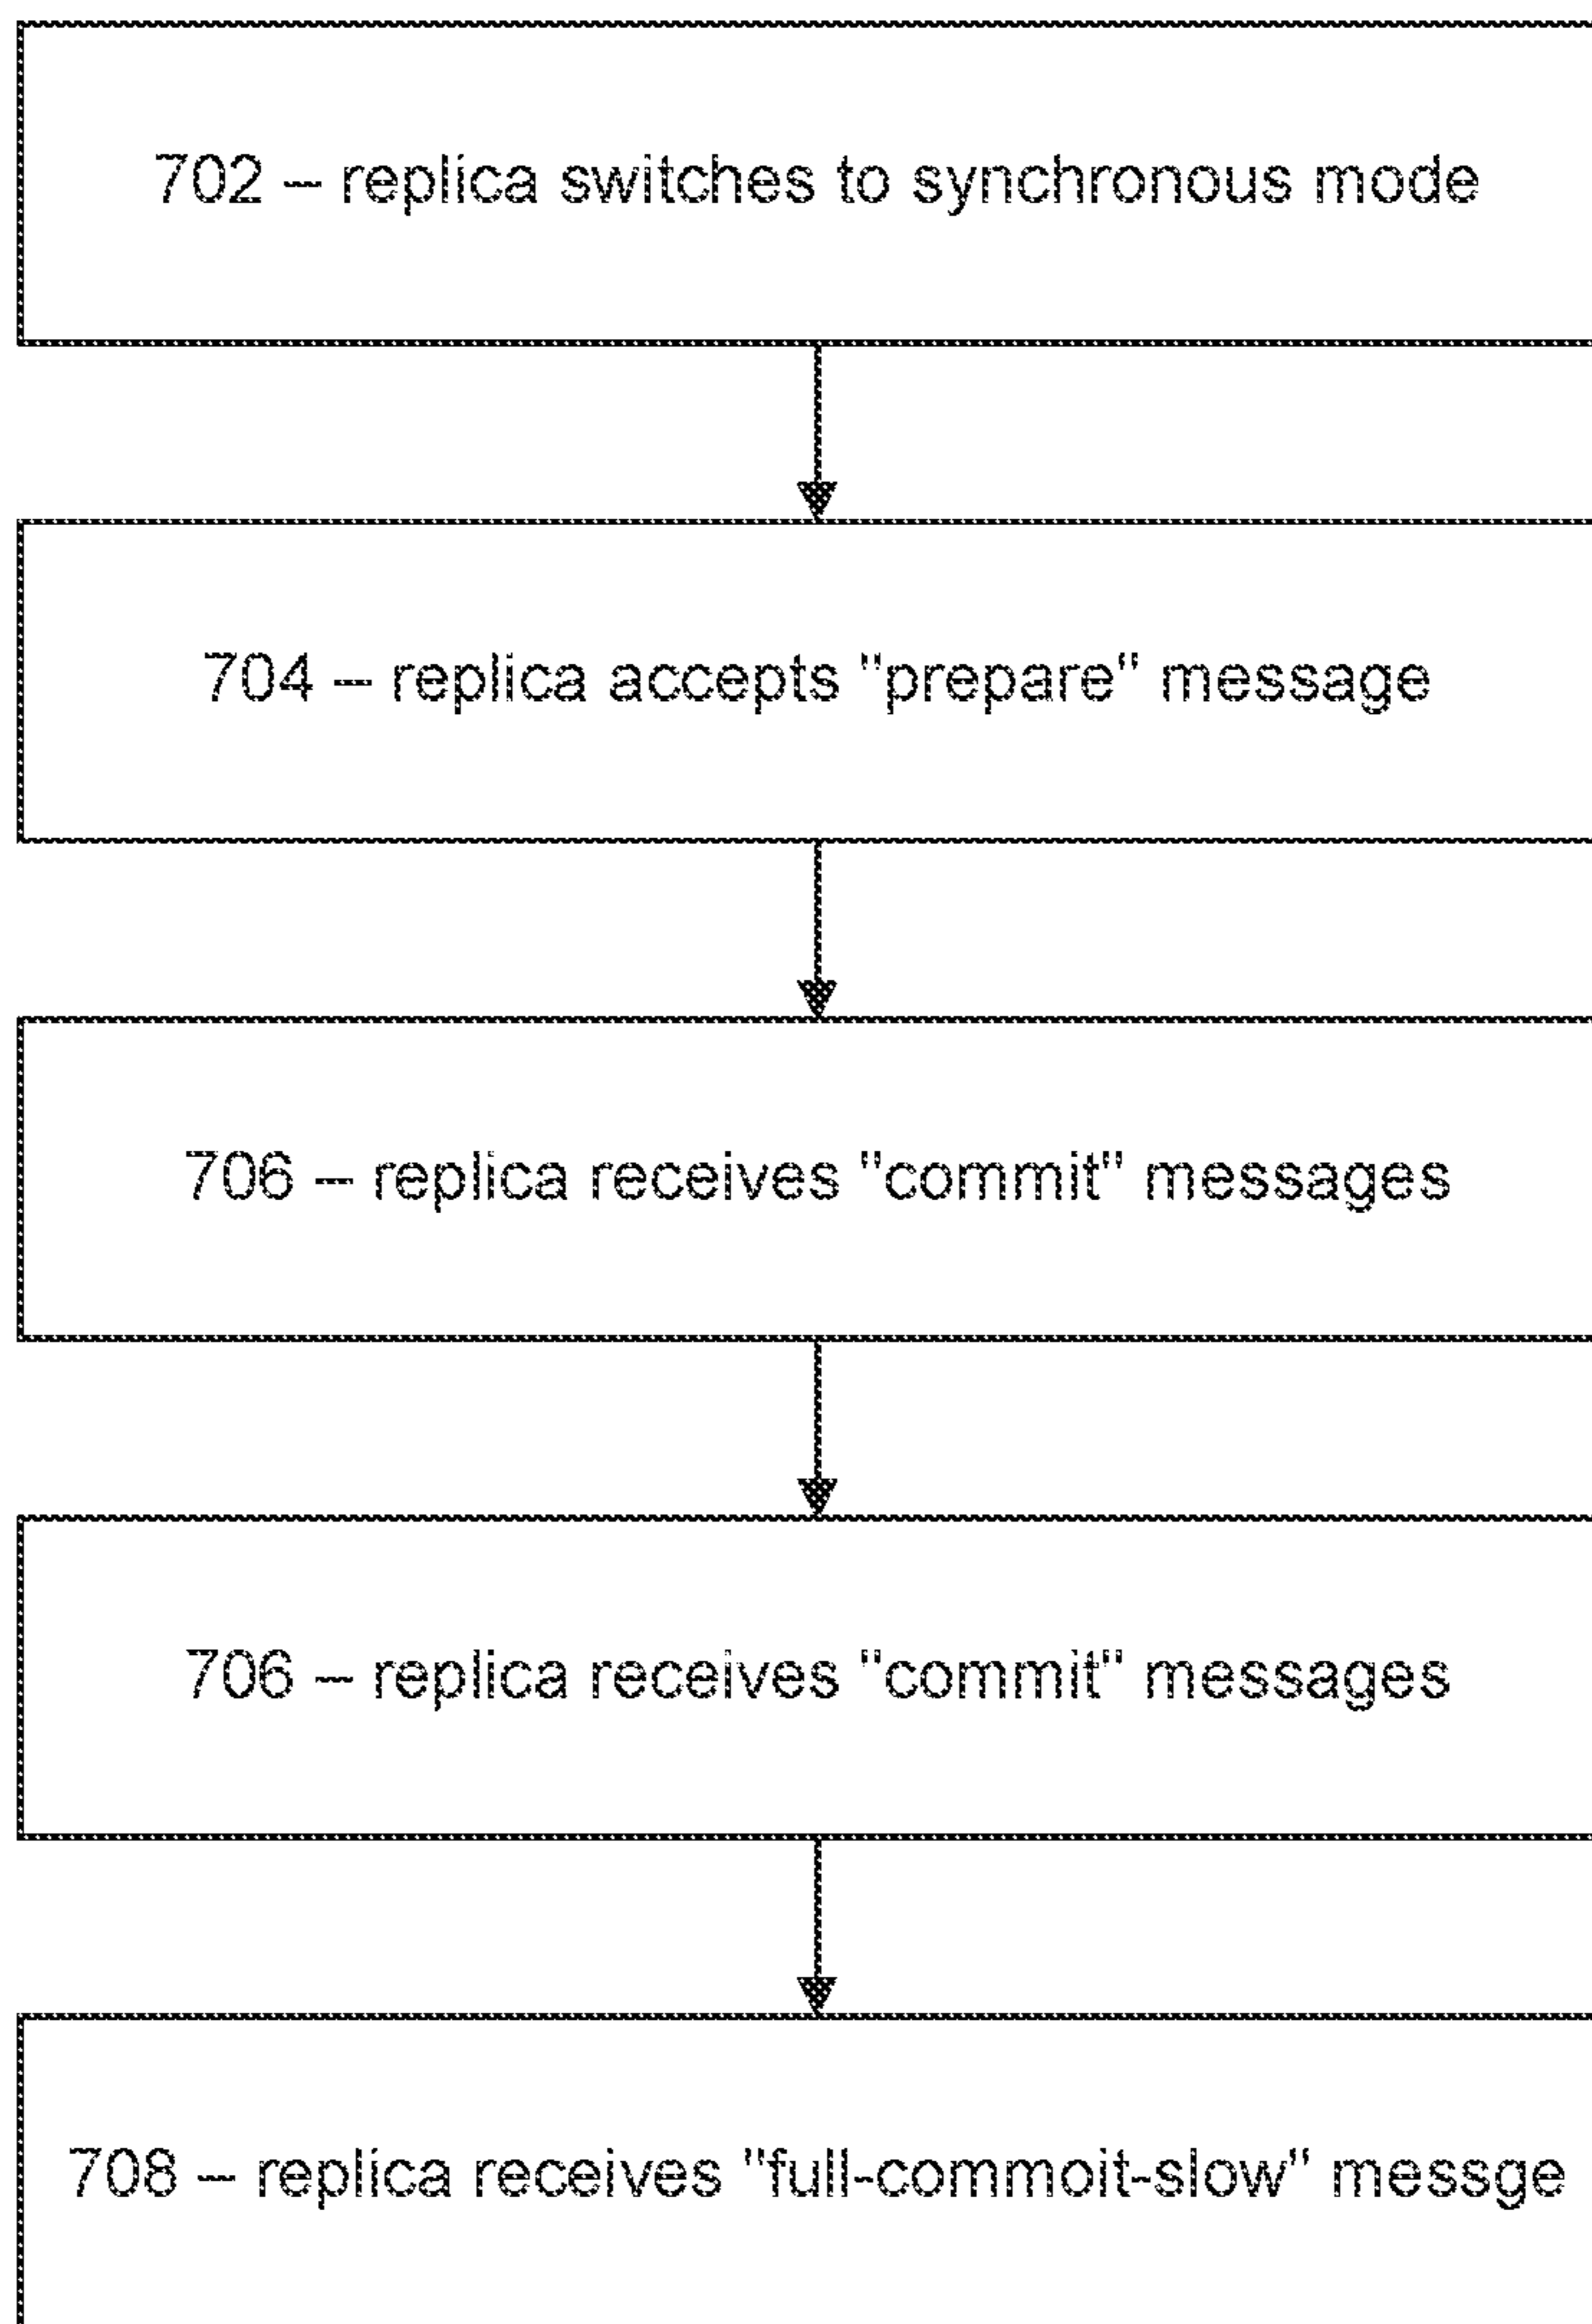 702 – replica switches to synchronous mode
704 – replica accepts "prepare" message
706 – replica receives "commit" messages
706 – replica receives "commit" messages
708 – replica receives "full-commoit-slow" messge